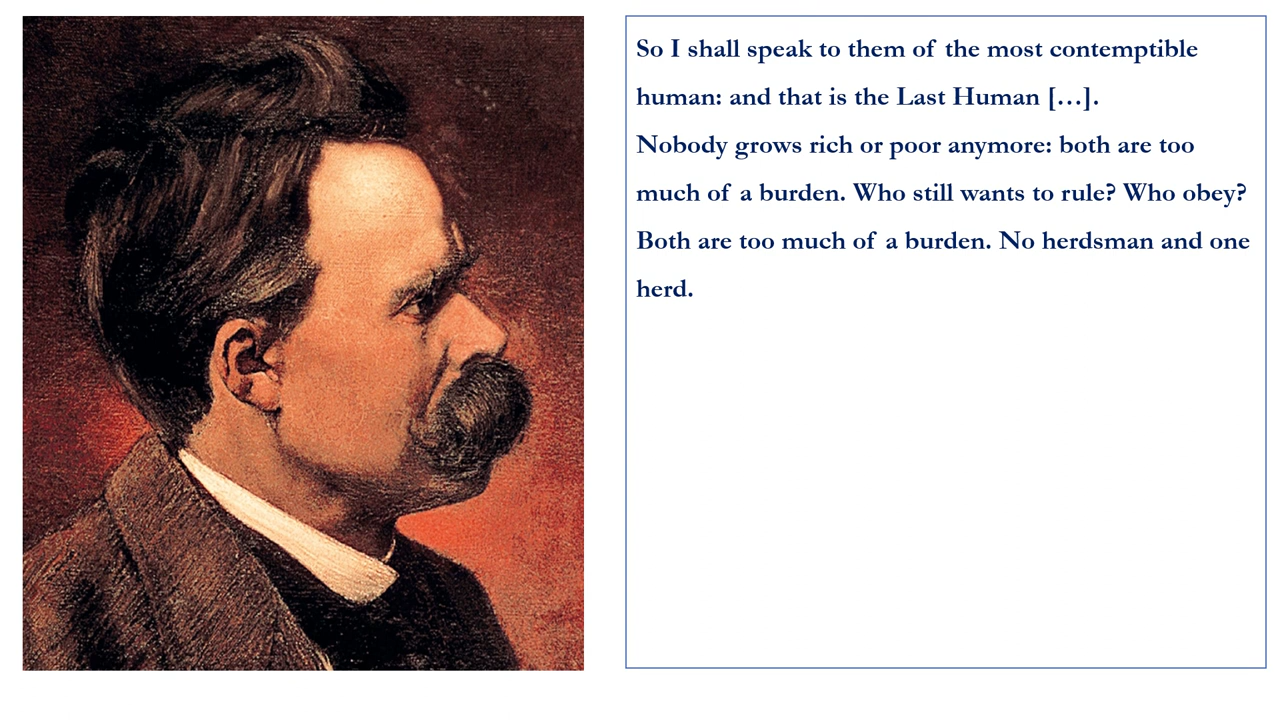 So I shall speak to them of the most contemptible
human: and that is the Last Human […].
Nobody grows rich or poor anymore: both are too
much of a burden. Who still wants to rule? Who obey?
Both are too much of a burden. No herdsman and one
herd.